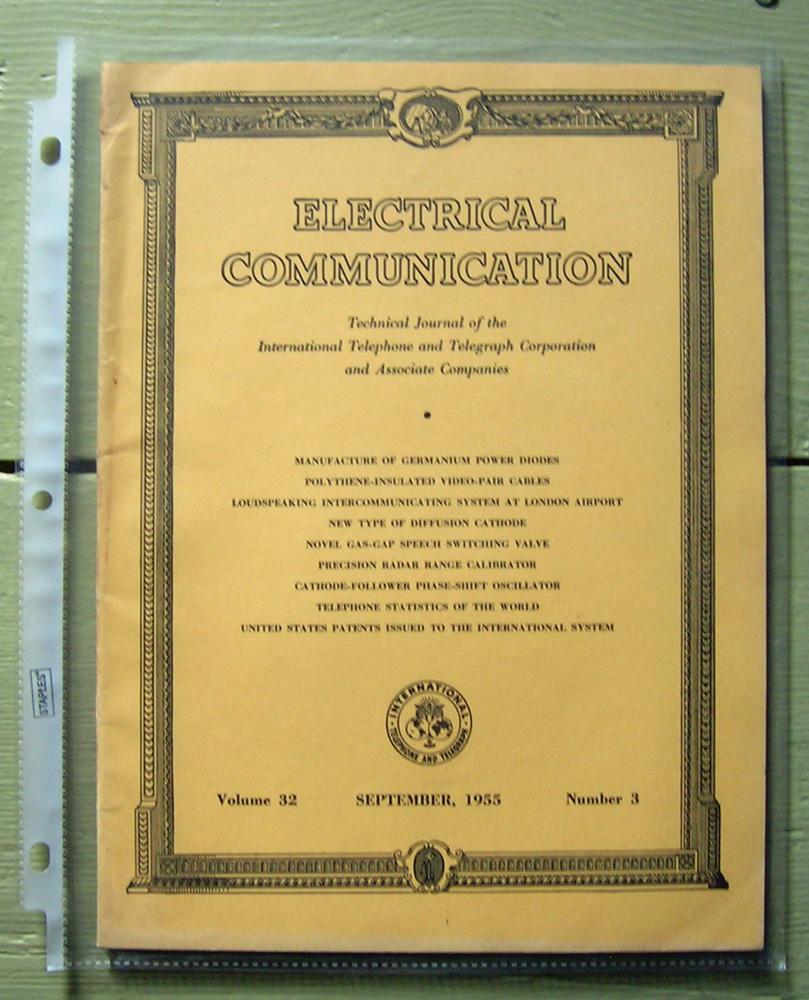 ELECTRICAL
COMMUNICATION
Technical Journal of the
International Telephone and Telegraph Corporation
and Associate Companies
MANUFACTURE OF GERMANIUM POWER DIODES
POLYTHENE-INSULATED VIDEO-PAIR CABLES
LOUDSPEAKING INTERCOMMUNICATING SYSTEM AT LONDON AIRPORT
NEW TYPE OF DIFFUSION CATHODE
NOVEL GAS-GAP SPEECH SWITCHING VALVE
PRECISION RADAR RANGE CALIBRATOR
CATHODE-FOLLOWER PHASE-SHIFT OSCILLATOR
TELEPHONE STATISTICS OF THE WORLD
UNITED STATES PATENTS ISSUED TO THE INTERNATIONAL SYSTEM
STAPLES
INTERNATIONAL
TELEPHONE AND TELEGRAPH
Volume 32 SEPTEMBER, 1955 Number 3